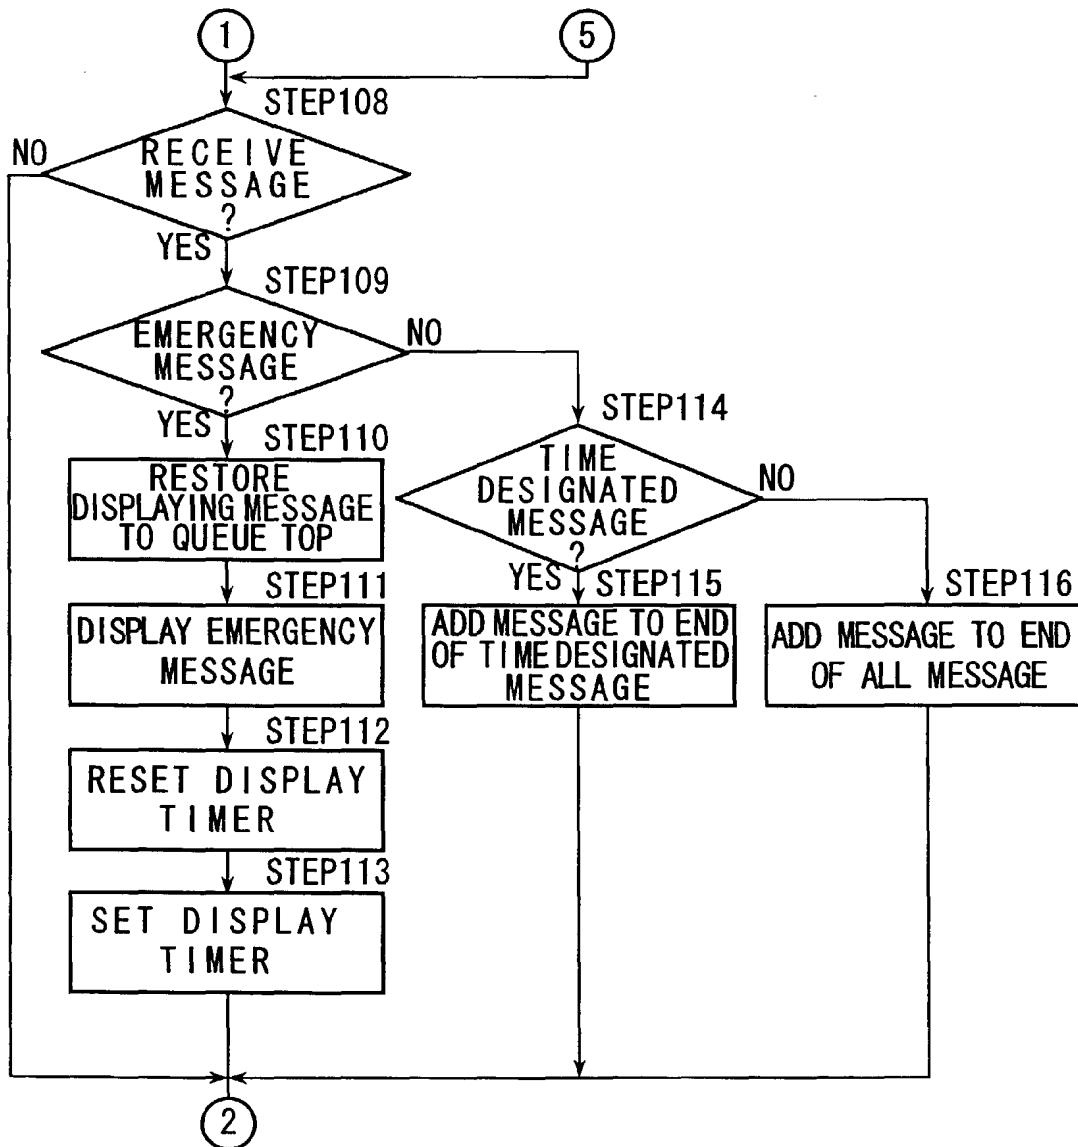 1
5
STEP108
NO
RECEIVE
MESSAGE
?
YES
STEP109
EMERGENCY
MESSAGE
?
NO
YES
STEP110
RESTORE
DISPLAYING MESSAGE
TO QUEUE TOP
STEP111
DISPLAY EMERGENCY
MESSAGE
STEP112
RESET DISPLAY
TIMER
STEP113
SET DISPLAY
TIMER
STEP114
TIME
DESIGNATED
MESSAGE
?
NO
YES
STEP115
ADD MESSAGE TO END
OF TIME DESIGNATED
MESSAGE
STEP116
ADD MESSAGE TO END
OF ALL MESSAGE
2